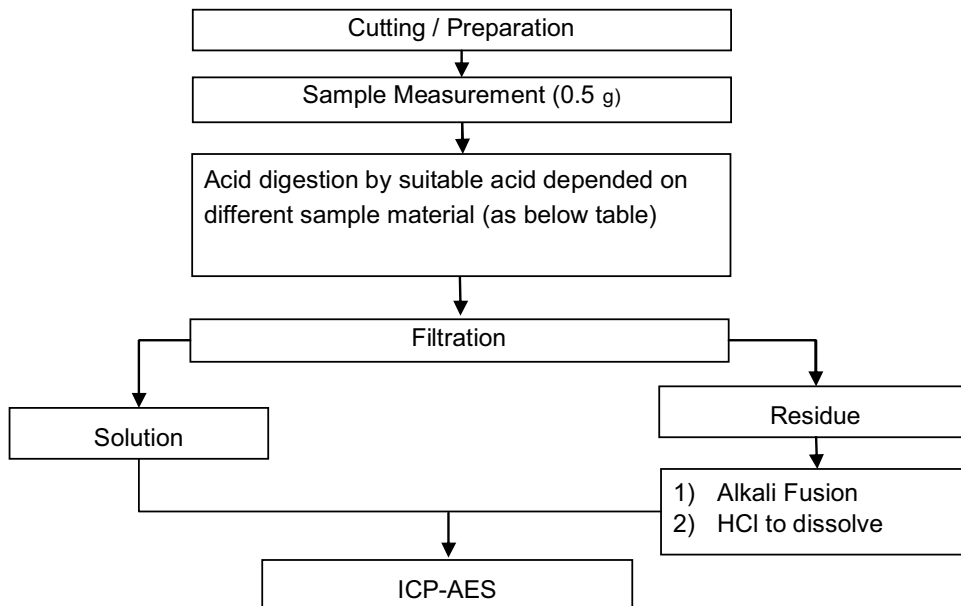 Cutting / Preparation
Sample Measurement (0.5 g)
Acid digestion by suitable acid depended on
different sample material (as below table)
Filtration
Solution
Residue
1) Alkali Fusion
2) HCl to dissolve
ICP-AES